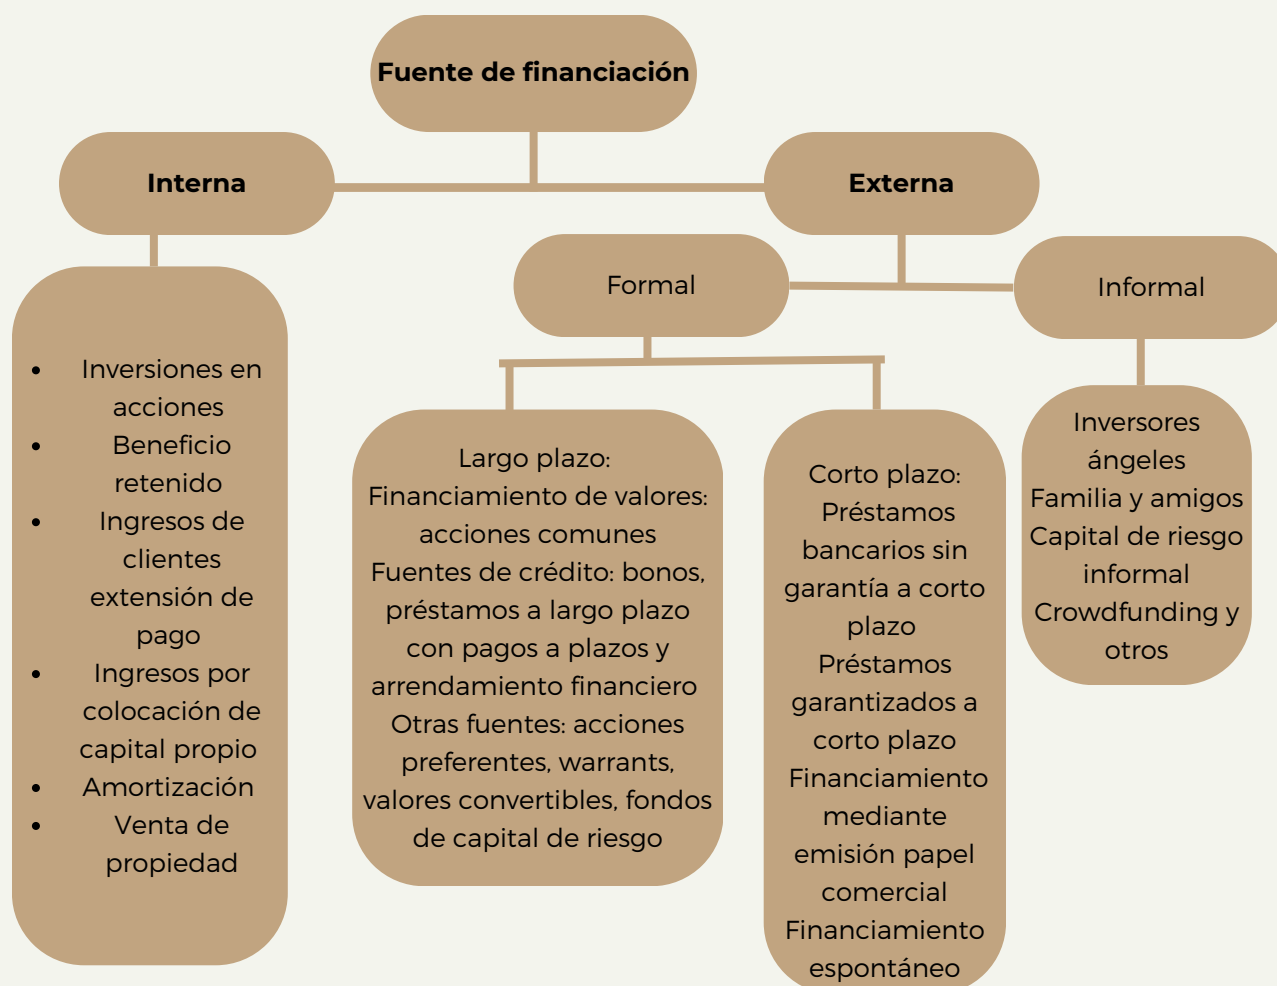 Fuente de financiación
Interna
Externa
Formal
Informal
• Inversiones en
acciones
• Beneficio
retenido
• Ingresos de
clientes
extensión de
pago
• Ingresos por
colocación de
capital propio
• Amortización
• Venta de
propiedad
Largo plazo:
Financiamiento de valores:
acciones comunes
Fuentes de crédito: bonos,
préstamos a largo plazo
con pagos a plazos y
arrendamiento financiero
Otras fuentes: acciones
preferentes, warrants,
valores convertibles, fondos
de capital de riesgo
Corto plazo:
Préstamos
bancarios sin
garantía a corto
plazo
Préstamos
garantizados a
corto plazo
Financiamiento
mediante
emisión papel
comercial
Financiamiento
espontáneo
Inversores
ángeles
Familia y amigos
Capital de riesgo
informal
Crowdfunding y
otros